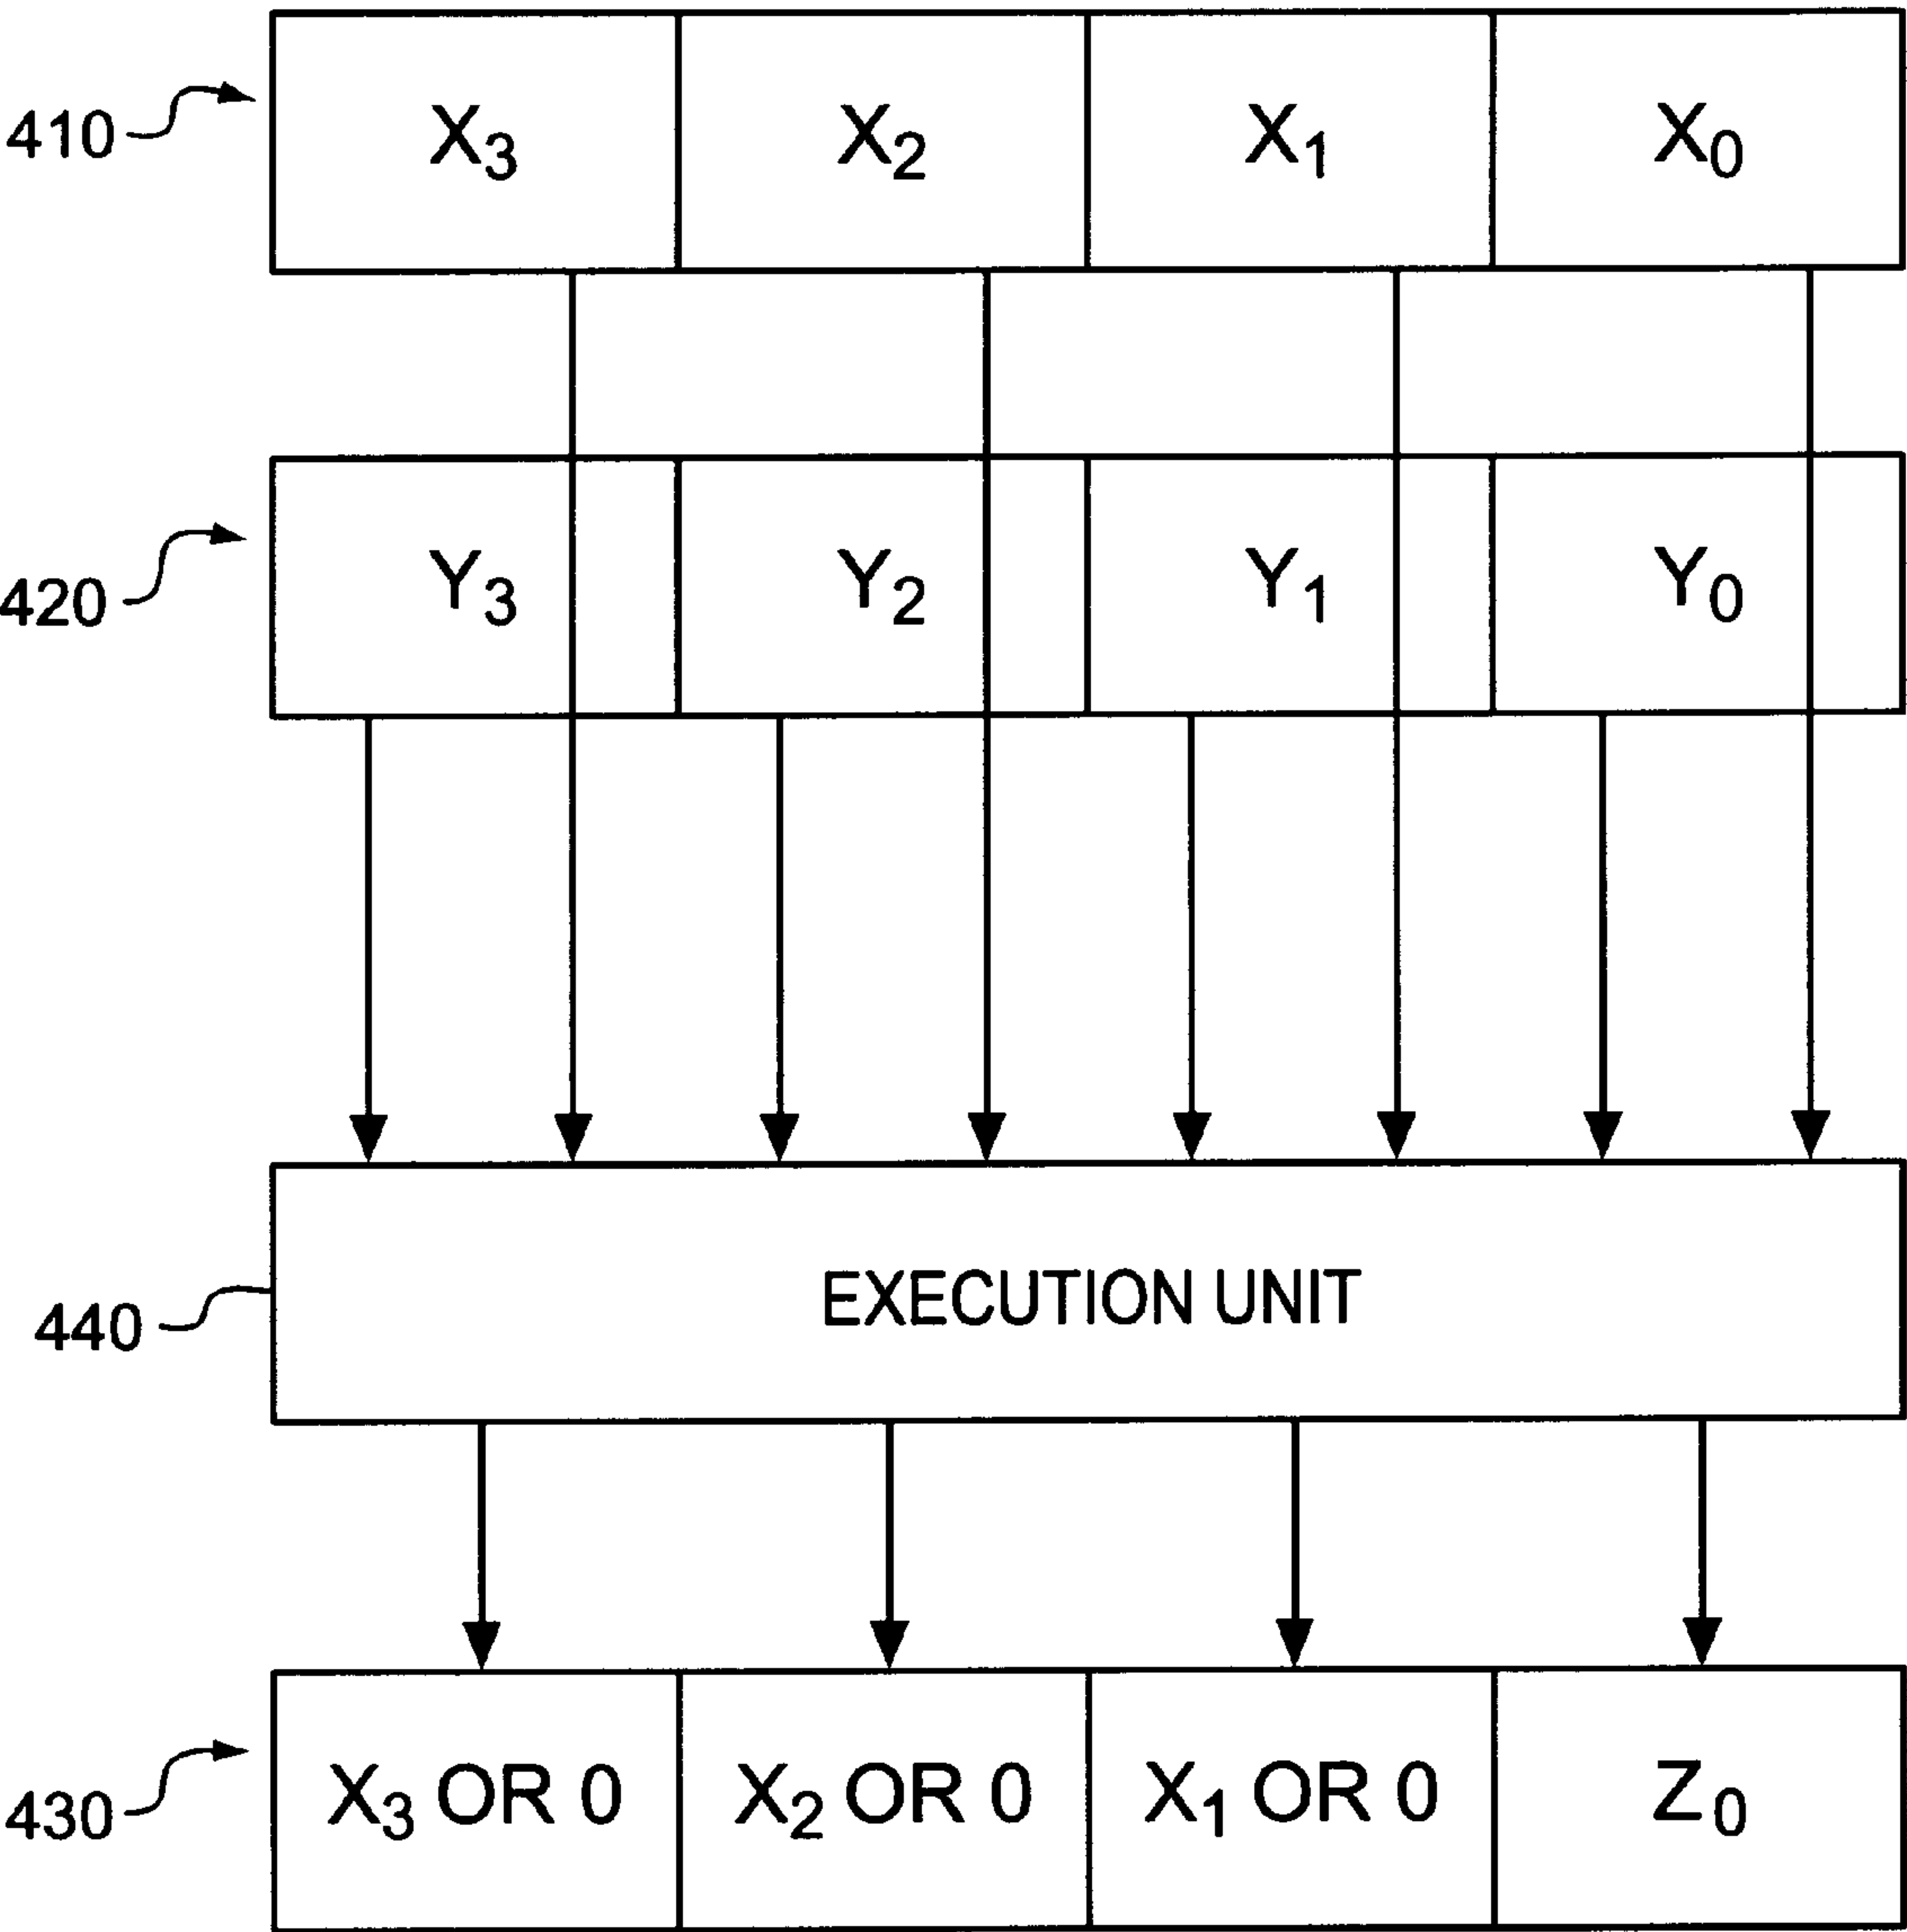 410 X₃ X₂ X₁ X₀
420 Y₃ Y₂ Y₁ Y₀
440 EXECUTION UNIT
430 X₃ OR 0 X₂ OR 0 X₁ OR 0 Z₀